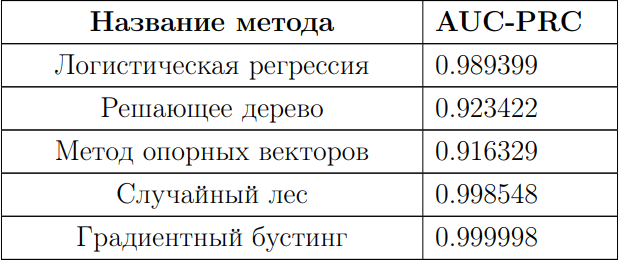 Название метода AUC-PRC
Логистическая регрессия 0.989399
Решающее дерево 0.923422
Метод опорных векторов 0.916329
Случайный лес 0.998548
Градиентный бустинг 0.999998